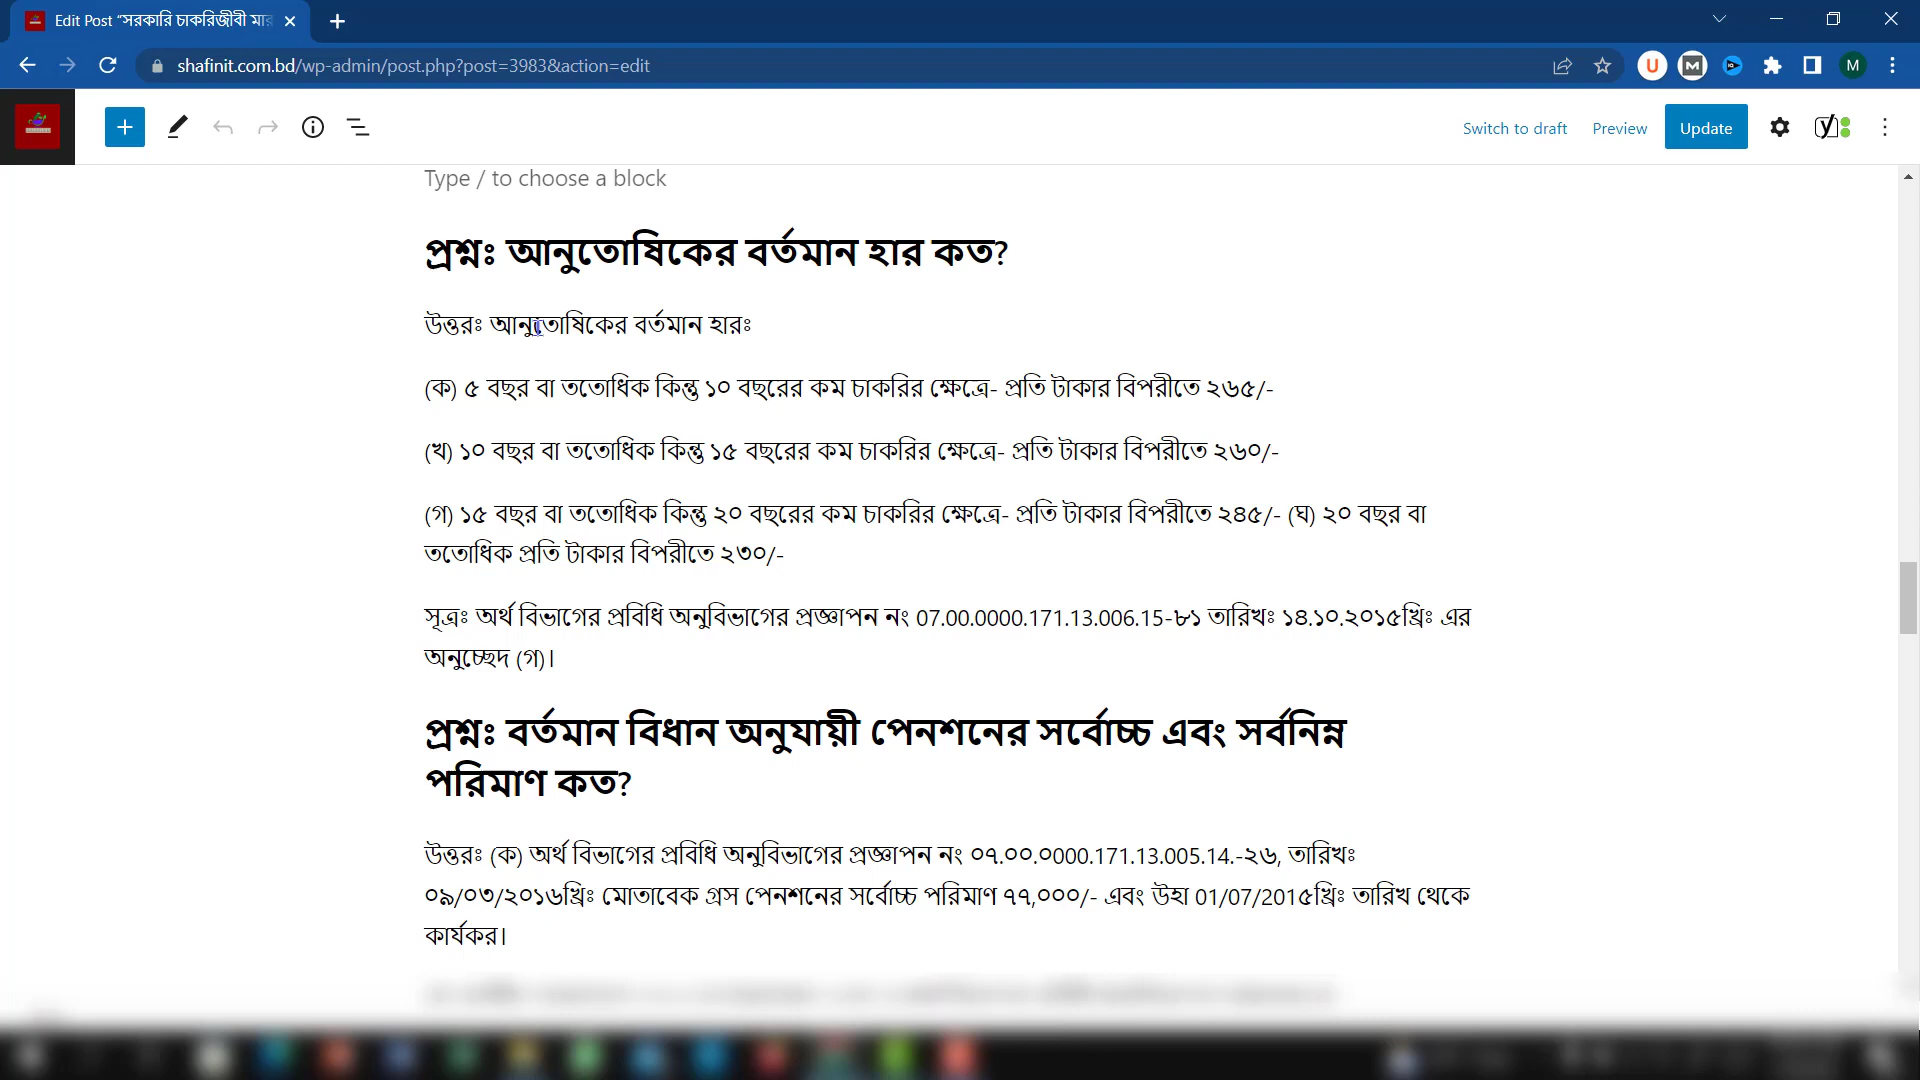 Edit Post “সরকারি চাকরিজীবী মার
shafinit.com.bd/wp-admin/post.php?post=3983&action=edit
U M M
Switch to draft Preview Update
Type / to choose a block
প্রশ্নঃ আনুতোষিকের বর্তমান হার কত?
উত্তরঃ আনুতোষিকের বর্তমান হারঃ
(ক) ৫ বছর বা ততোধিক কিন্তু ১০ বছরের কম চাকরির ক্ষেত্রে- প্রতি টাকার বিপরীতে ২৬৫/-
(খ) ১০ বছর বা ততোধিক কিন্তু ১৫ বছরের কম চাকরির ক্ষেত্রে- প্রতি টাকার বিপরীতে ২৬০/-
(গ) ১৫ বছর বা ততোধিক কিন্তু ২০ বছরের কম চাকরির ক্ষেত্রে- প্রতি টাকার বিপরীতে ২৪৫/- (ঘ) ২০ বছর বা
ততোধিক প্রতি টাকার বিপরীতে ২৩০/-
সূত্রঃ অর্থ বিভাগের প্রবিধি অনুবিভাগের প্রজ্ঞাপন নং 07.00.0000.171.13.006.15-৮১ তারিখঃ ১৪.১০.২০১৫খ্রিঃ এর
অনুচ্ছেদ (গ)।
প্রশ্নঃ বর্তমান বিধান অনুযায়ী পেনশনের সর্বোচ্চ এবং সর্বনিম্ন
পরিমাণ কত?
উত্তরঃ (ক) অর্থ বিভাগের প্রবিধি অনুবিভাগের প্রজ্ঞাপন নং ০৭.০০.০000.171.13.005.14.-২৬, তারিখঃ
০৯/০৩/২০১৬খ্রিঃ মোতাবেক গ্রস পেনশনের সর্বোচ্চ পরিমাণ ৭৭,০০০/- এবং উহা 01/07/201৫খ্রিঃ তারিখ থেকে
কার্যকর।